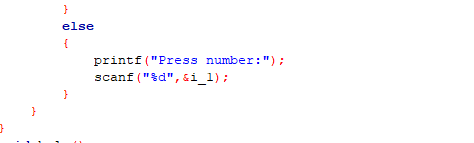 }
else
{
printf("Press number:");
scanf("%d",&i_1);
}
}
}